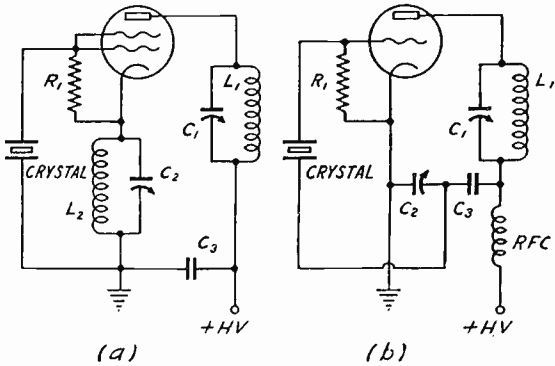 R1
CRYSTAL
L2
C2
C1
L1
C3
+HV
(a)
R1
CRYSTAL
C2
C3
C1
L1
RFC
+HV
(b)